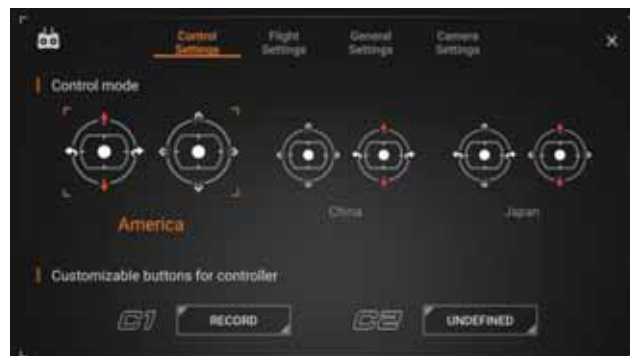 Control Settings
Flight Settings
General Settings
Camera Settings
Control mode
America
China
Japan
Customizable buttons for controller
C1
RECORD
C2
UNDEFINED